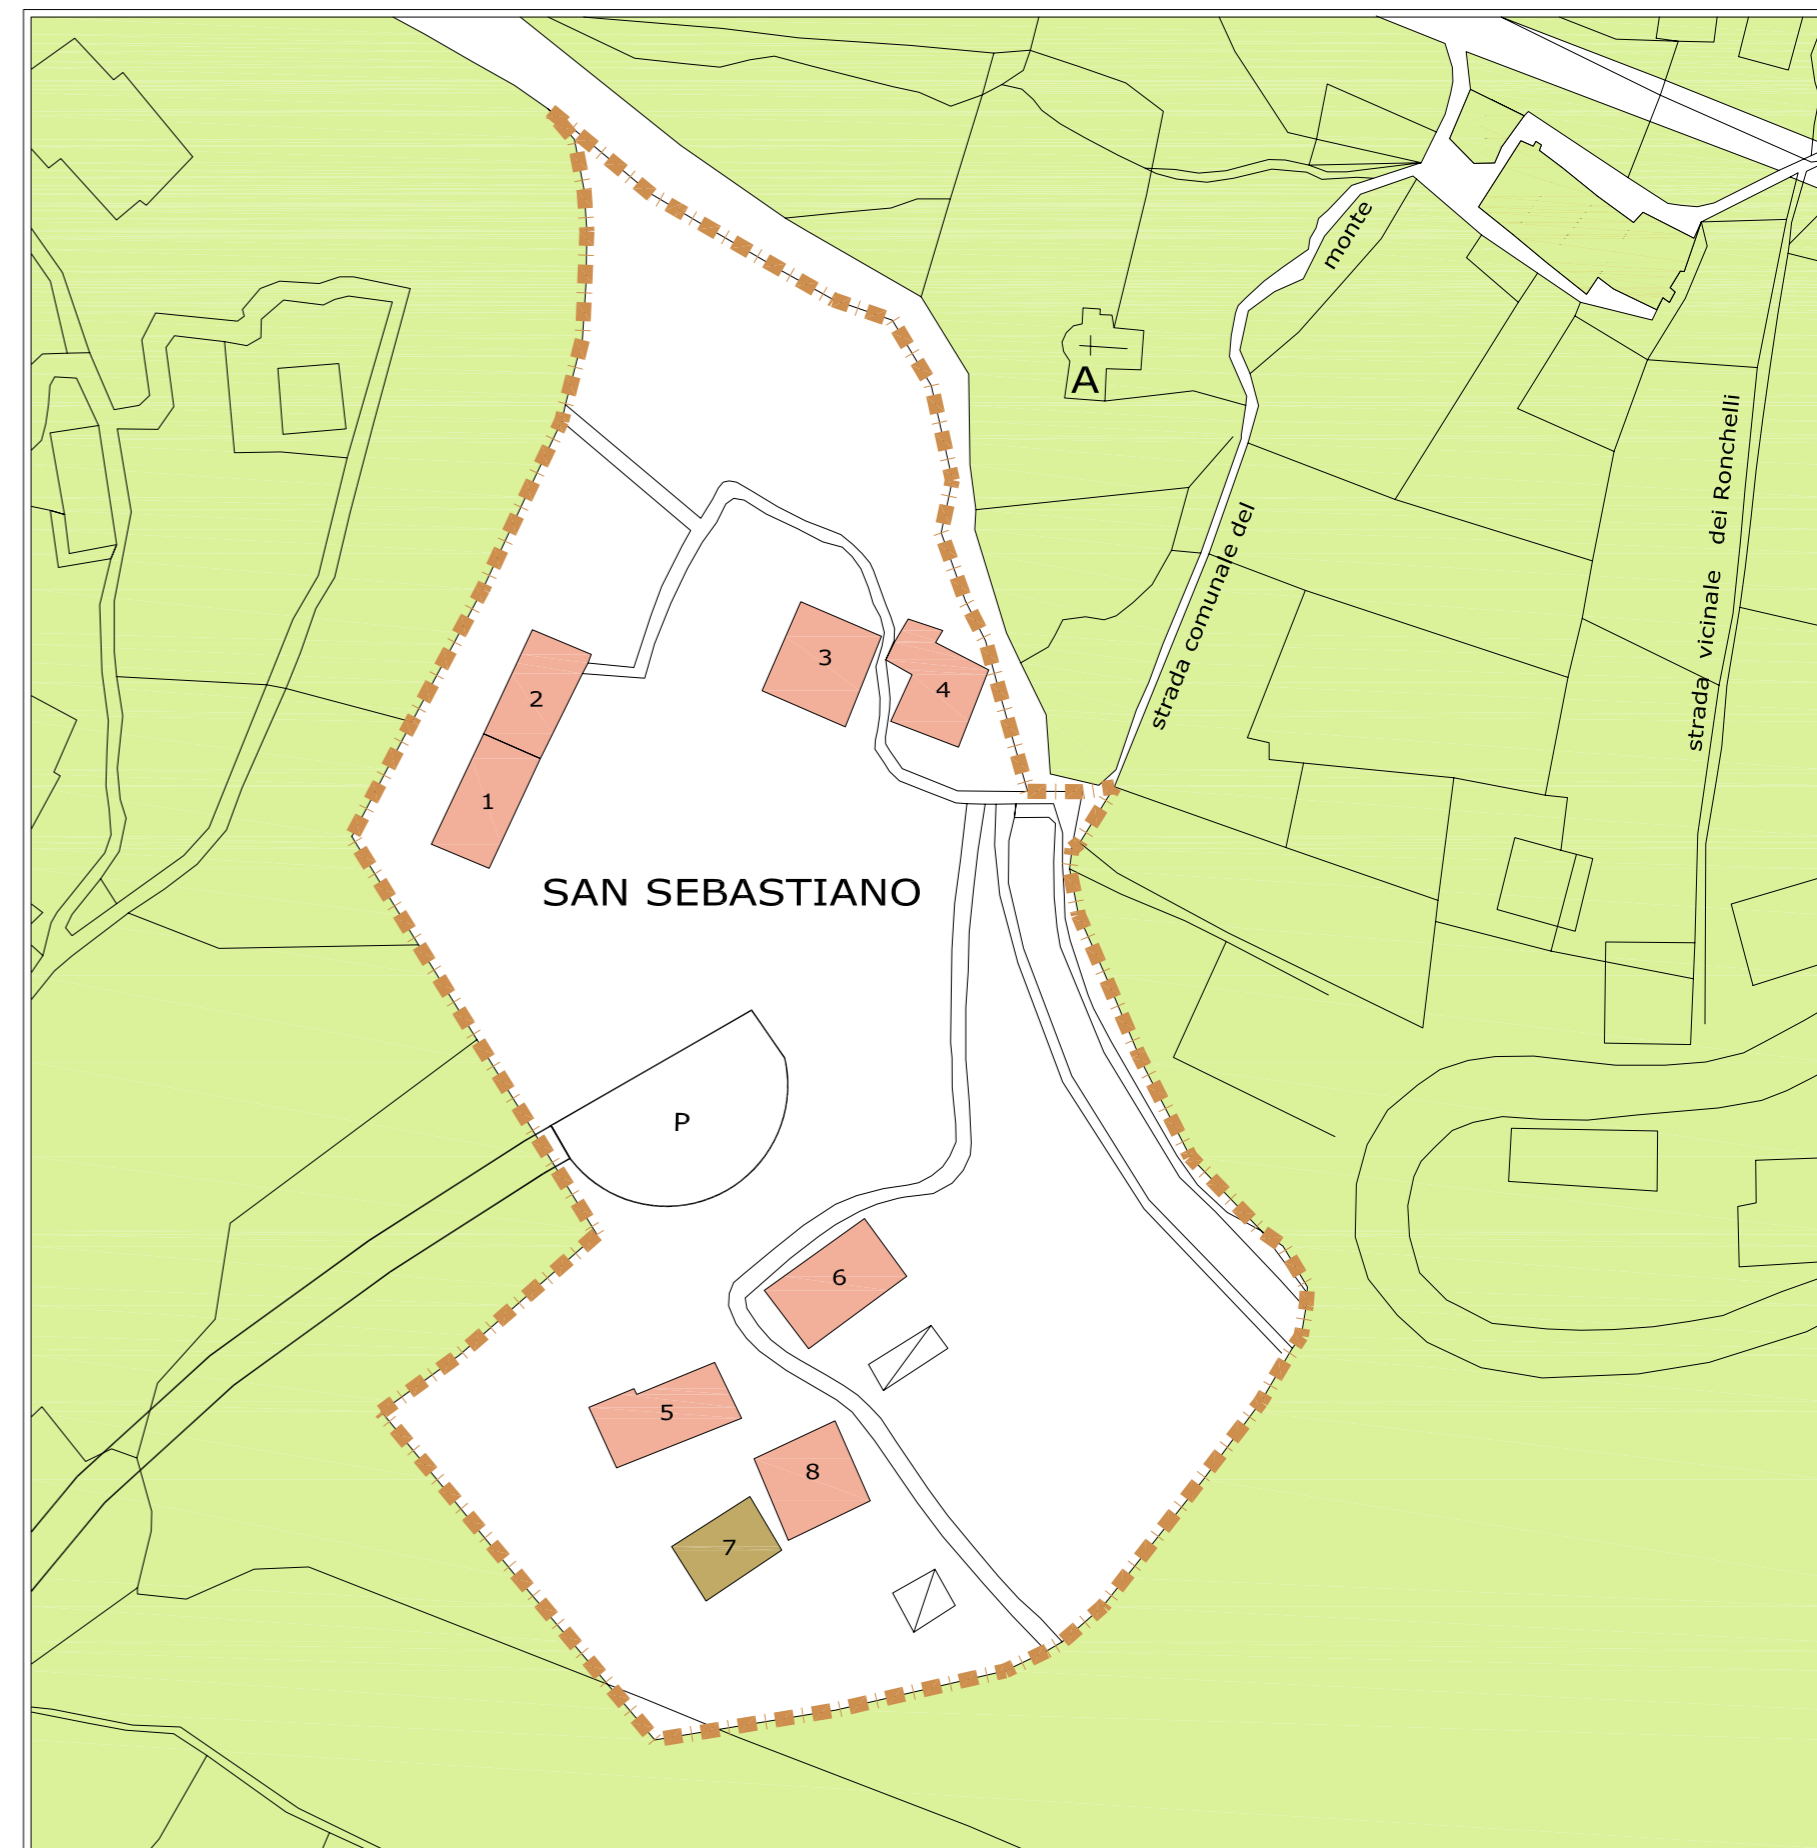 monte
A
strada comunale del
strada vicinale dei Ronchelli
3
4
2
1
SAN SEBASTIANO
P
6
5
8
7